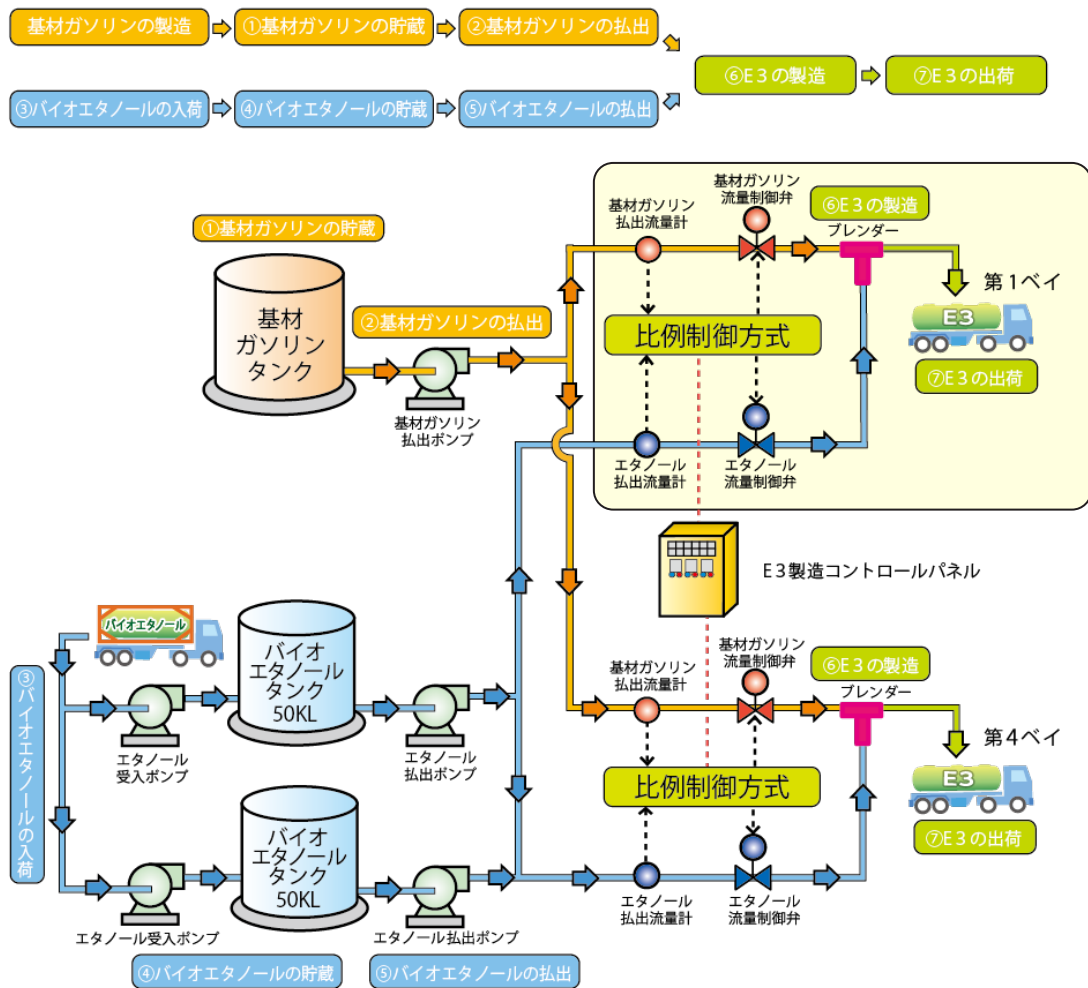 基材ガソリンの製造
①基材ガソリンの貯蔵
②基材ガソリンの払出
⑥E3の製造
⑦E3の出荷
③バイオエタノールの入荷
④バイオエタノールの貯蔵
⑤バイオエタノールの払出
①基材ガソリンの貯蔵
基材
ガソリン
タンク
②基材ガソリンの払出
基材ガソリン
払出ポンプ
基材ガソリン
払出流量計
基材ガソリン
流量制御弁
⑥E3の製造
ブレンダー
第1ベイ
E3
⑦E3の出荷
比例制御方式
エタノール
払出流量計
エタノール
流量制御弁
E3製造コントロールパネル
バイオエタノール
③バイオエタノールの入荷
エタノール
受入ポンプ
バイオ
エタノール
タンク
50KL
エタノール
払出ポンプ
エタノール受入ポンプ
バイオ
エタノール
タンク
50KL
エタノール払出ポンプ
④バイオエタノールの貯蔵
⑤バイオエタノールの払出
基材ガソリン
払出流量計
基材ガソリン
流量制御弁
⑥E3の製造
ブレンダー
第4ベイ
E3
⑦E3の出荷
比例制御方式
エタノール
払出流量計
エタノール
流量制御弁